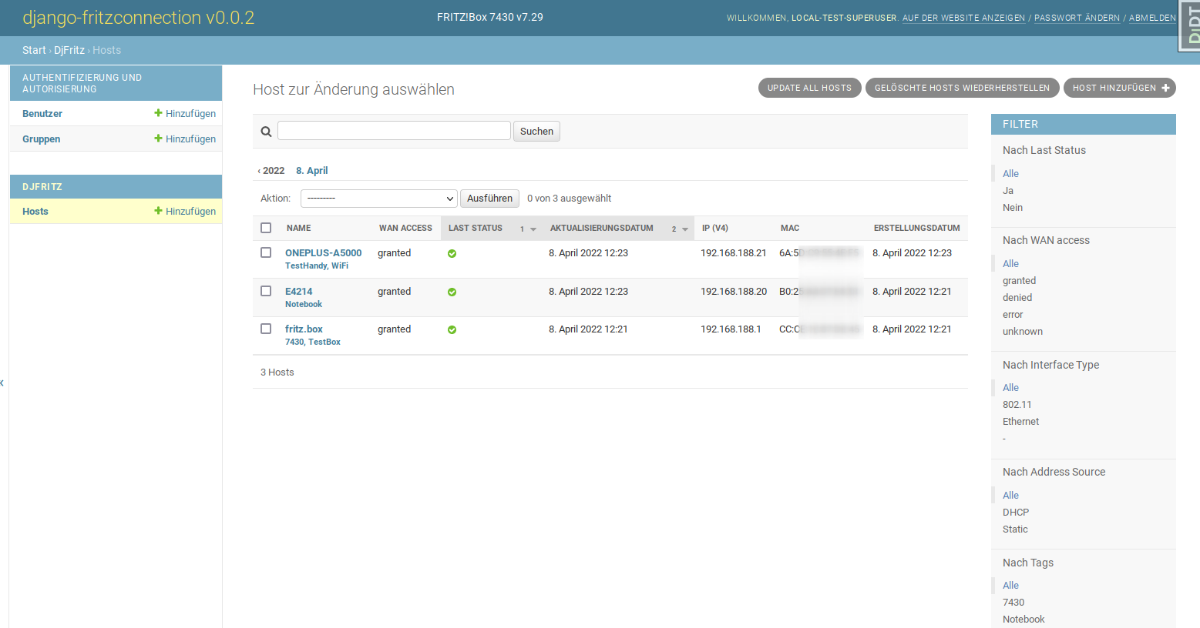 django-fritzconnection v0.0.2
FRITZ!Box 7430 v7.29
WILLKOMMEN, LOCAL-TEST-SUPERUSER. AUF DER WEBSITE ANZEIGEN / PASSWORT ÄNDERN / ABMELDEN
DjDT
Start › DjFritz › Hosts
AUTHENTIFIZIERUNG UND
AUTORISIERUNG
Benutzer + Hinzufügen
Gruppen + Hinzufügen
DJFRITZ
Hosts + Hinzufügen
«
Host zur Änderung auswählen
UPDATE ALL HOSTS
GELÖSCHTE HOSTS WIEDERHERSTELLEN
HOST HINZUFÜGEN +
Suchen
‹ 2022 8. April
Aktion: --------- Ausführen 0 von 3 ausgewählt
NAME WAN ACCESS LAST STATUS 1 AKTUALISIERUNGSDATUM 2 IP (V4) MAC ERSTELLUNGSDATUM
ONEPLUS-A5000 granted 8. April 2022 12:23 192.168.188.21 6A:5 8. April 2022 12:23
TestHandy, WiFi
E4214 granted 8. April 2022 12:23 192.168.188.20 B0:2 8. April 2022 12:21
Notebook
fritz.box granted 8. April 2022 12:21 192.168.188.1 CC:C 8. April 2022 12:21
7430, TestBox
3 Hosts
FILTER
Nach Last Status
Alle
Ja
Nein
Nach WAN access
Alle
granted
denied
error
unknown
Nach Interface Type
Alle
802.11
Ethernet
-
Nach Address Source
Alle
DHCP
Static
Nach Tags
Alle
7430
Notebook